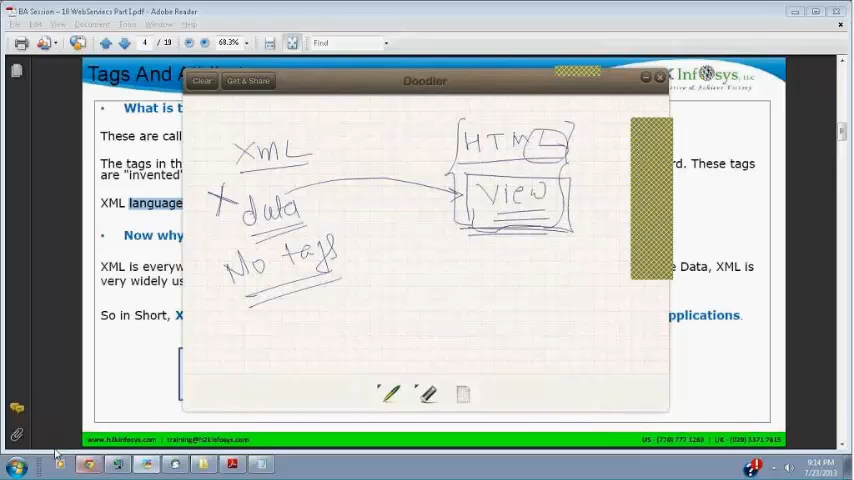 BA Session - 18 WebServiecs Part I.pdf - Adobe Reader
File Edit View Document Tools Window Help
4 / 19 68.3% Find
Tags And
Infosys, LLC
Clear Get & Share Doodler
• What is t
These are call
The tags in th
rd. These tags
are "invented
XML language
XML
HTML
X data
View
No tags
• Now why
XML is everyw
e Data, XML is
very widely us
So in Short, X
pplications.
www.h2kinfosys.com | training@h2kinfosys.com
US - (770) 777 1269 | UK - (020) 3371 7615
9:14 PM
7/23/2013